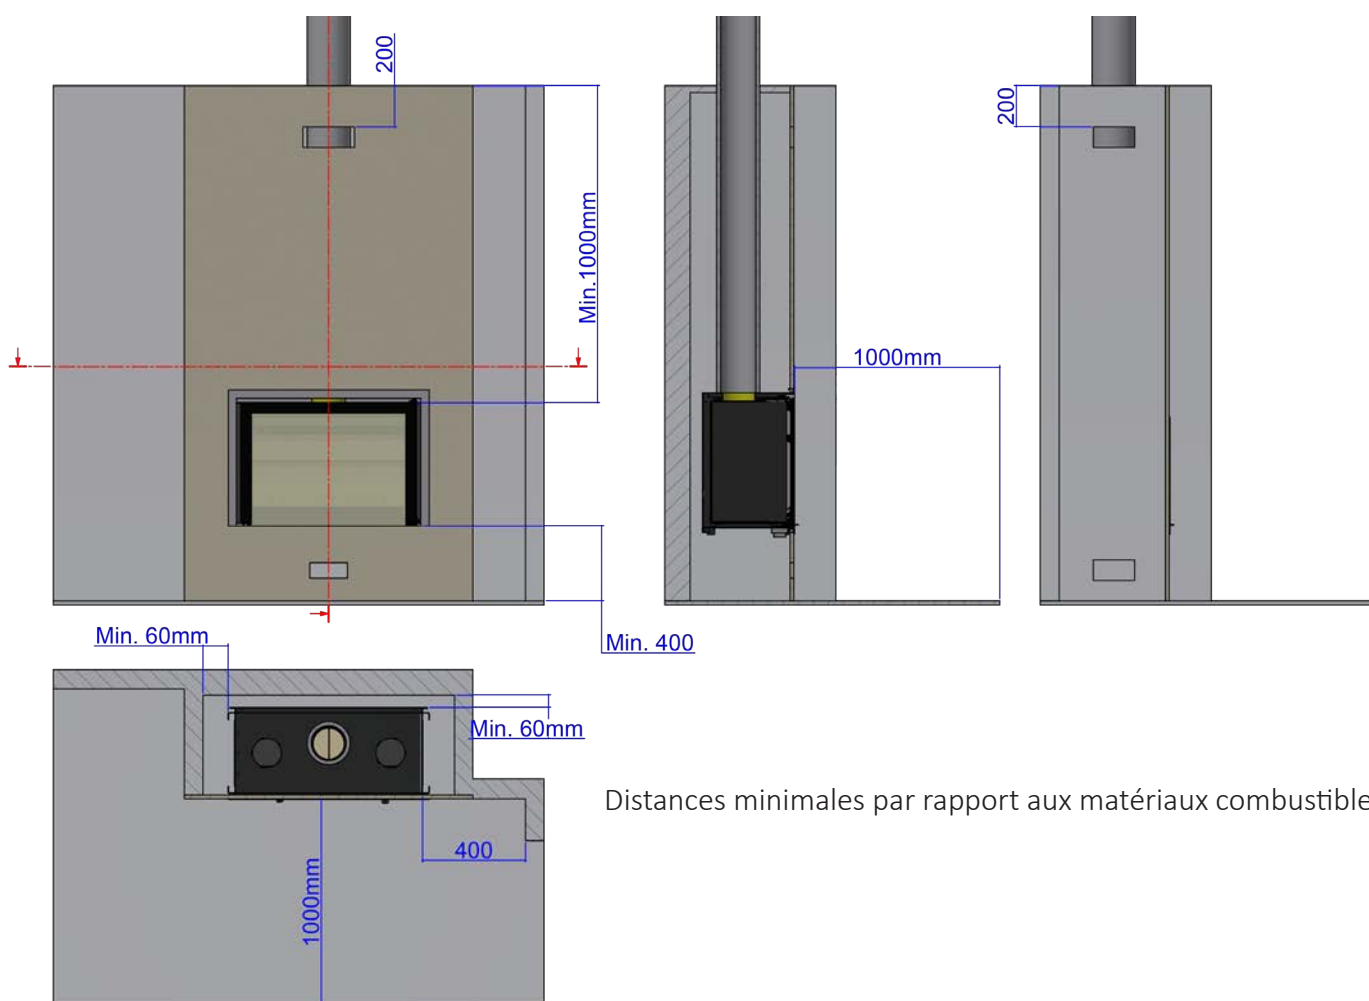 200
Min.1000mm
1000mm
200
Min. 400
Min. 60mm
Min. 60mm
400
1000mm
Distances minimales par rapport aux matériaux combustible